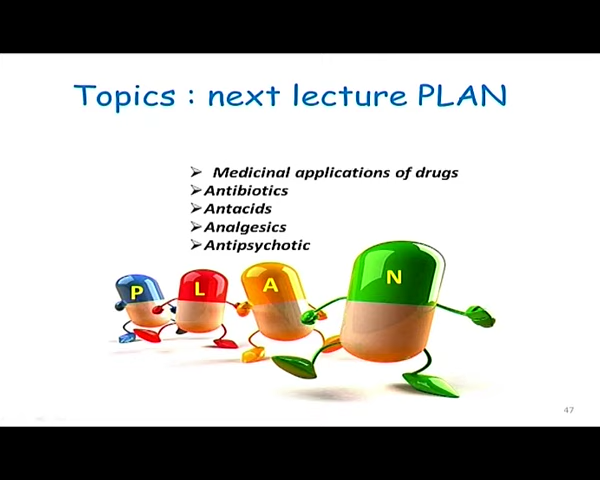 Topics : next lecture PLAN
➢ Medicinal applications of drugs
➢Antibiotics
➢Antacids
➢Analgesics
➢Antipsychotic
P L A N
47